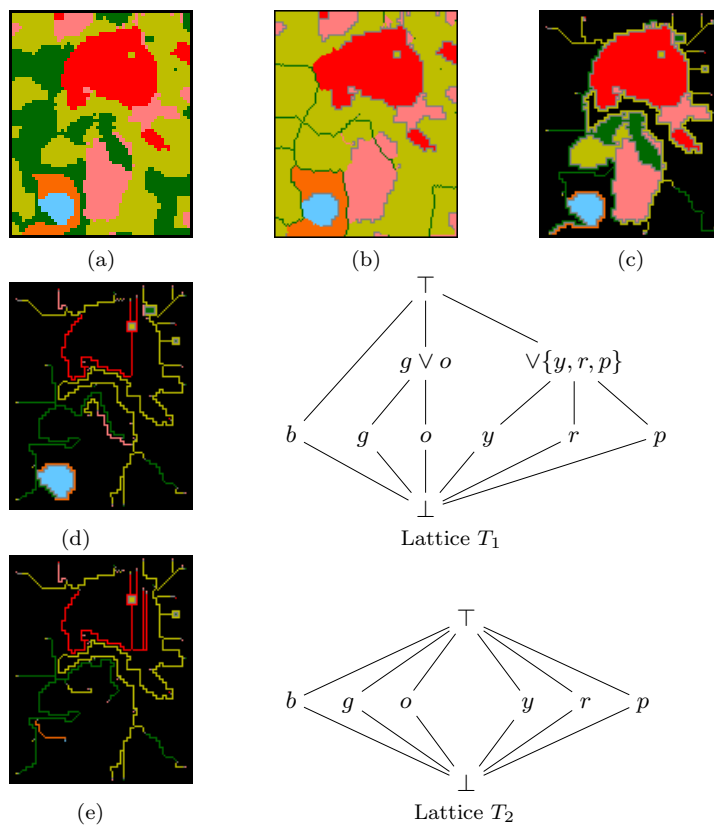 (a)
(b)
(c)
⊤
g ∨ o
∨{y, r, p}
b
g
o
y
r
p
⊥
(d)
Lattice T₁
⊤
b
g
o
y
r
p
⊥
(e)
Lattice T₂